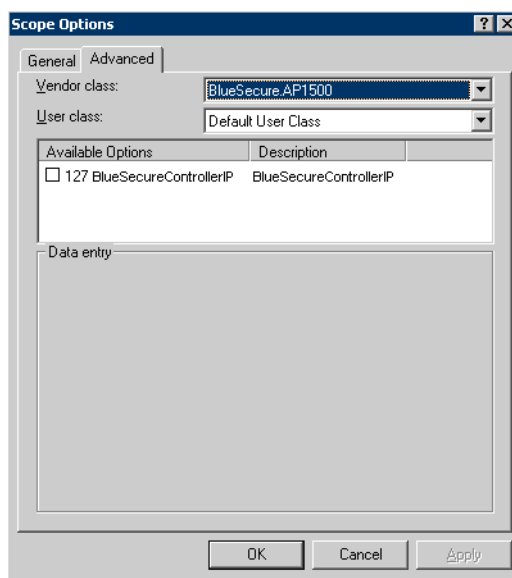 Scope Options
General Advanced
Vendor class: BlueSecure.AP1500
User class: Default User Class
Available Options Description
127 BlueSecureControllerIP BlueSecureControllerIP
Data entry
OK Cancel Apply